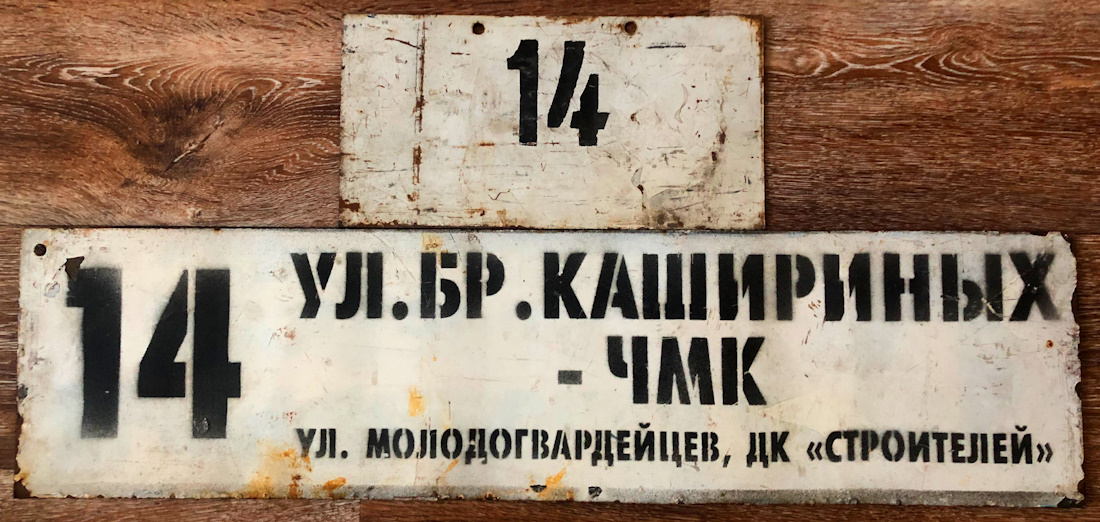 14
14
УЛ. БР. КАШИРИНЫХ
- ЧМК
УЛ. МОЛОДОГВАРДЕЙЦЕВ, ДК «СТРОИТЕЛЕЙ»